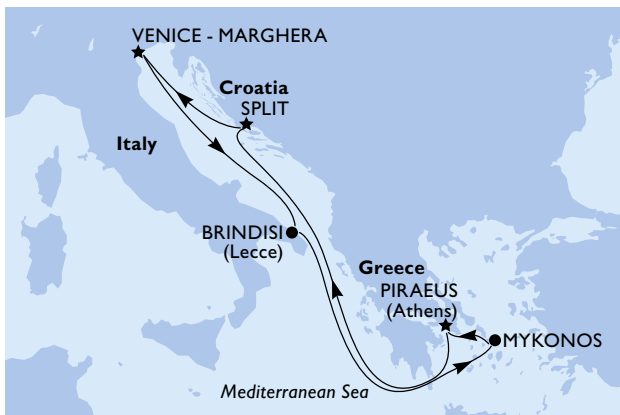 VENICE - MARGHERA
Croatia
SPLIT
Italy
BRINDISI
(Lecce)
Greece
PIRAEUS
(Athens)
MYKONOS
Mediterranean Sea